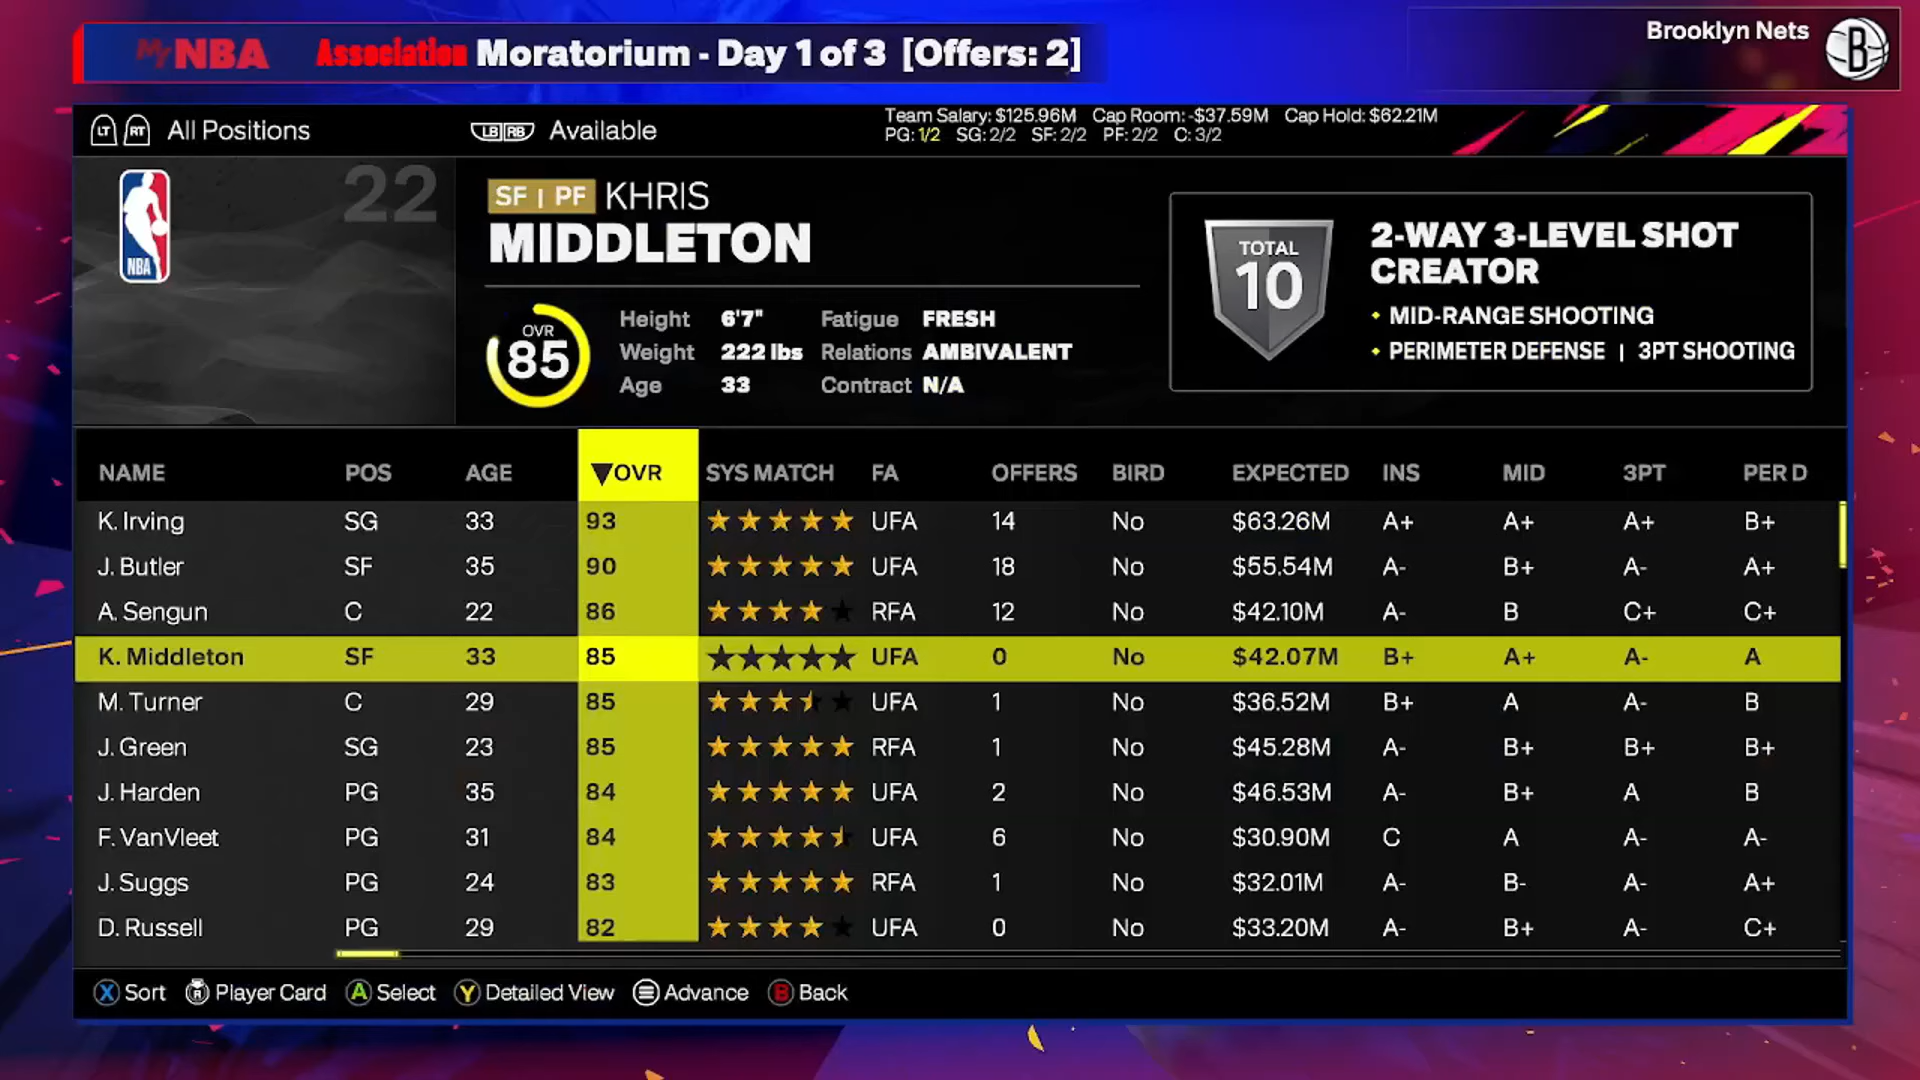 MyNBA Association Moratorium - Day 1 of 3 [Offers: 2]
Brooklyn Nets
B
LT RT All Positions
LB RB Available
Team Salary: $125.96M Cap Room: -$37.59M Cap Hold: $62.21M
PG: 1/2 SG: 2/2 SF: 2/2 PF: 2/2 C: 3/2
NBA
22
SF | PF KHRIS
MIDDLETON
OVR
85
Height 6'7" Fatigue FRESH
Weight 222 lbs Relations AMBIVALENT
Age 33 Contract N/A
TOTAL
10
2-WAY 3-LEVEL SHOT
CREATOR
MID-RANGE SHOOTING
PERIMETER DEFENSE | 3PT SHOOTING
NAME POS AGE ▼OVR SYS MATCH FA OFFERS BIRD EXPECTED INS MID 3PT PER D
K. Irving SG 33 93 UFA 14 No $63.26M A+ A+ A+ B+
J. Butler SF 35 90 UFA 18 No $55.54M A- B+ A- A+
A. Sengun C 22 86 RFA 12 No $42.10M A- B C+ C+
K. Middleton SF 33 85 UFA 0 No $42.07M B+ A+ A- A
M. Turner C 29 85 UFA 1 No $36.52M B+ A A- B
J. Green SG 23 85 RFA 1 No $45.28M A- B+ B+ B+
J. Harden PG 35 84 UFA 2 No $46.53M A- B+ A B
F. VanVleet PG 31 84 UFA 6 No $30.90M C A A- A-
J. Suggs PG 24 83 RFA 1 No $32.01M A- B- A- A+
D. Russell PG 29 82 UFA 0 No $33.20M A- B+ A- C+
X Sort R Player Card A Select Y Detailed View Advance B Back